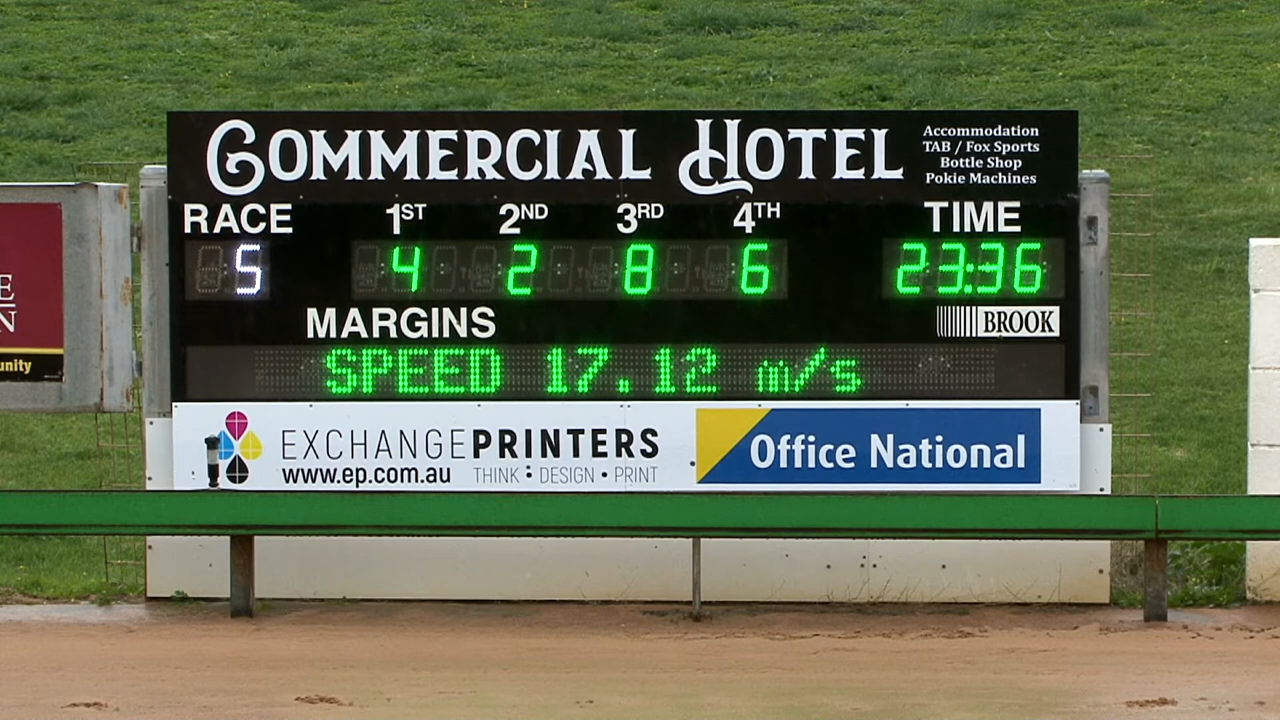 COMMERCIAL HOTEL
Accommodation
TAB / Fox Sports
Bottle Shop
Pokie Machines
RACE 1ST 2ND 3RD 4TH TIME
5 4 2 8 6 23:36
MARGINS
BROOK
SPEED 17.12 m/s
EXCHANGEPRINTERS
www.ep.com.au THINK : DESIGN • PRINT
Office National
E
N
unity